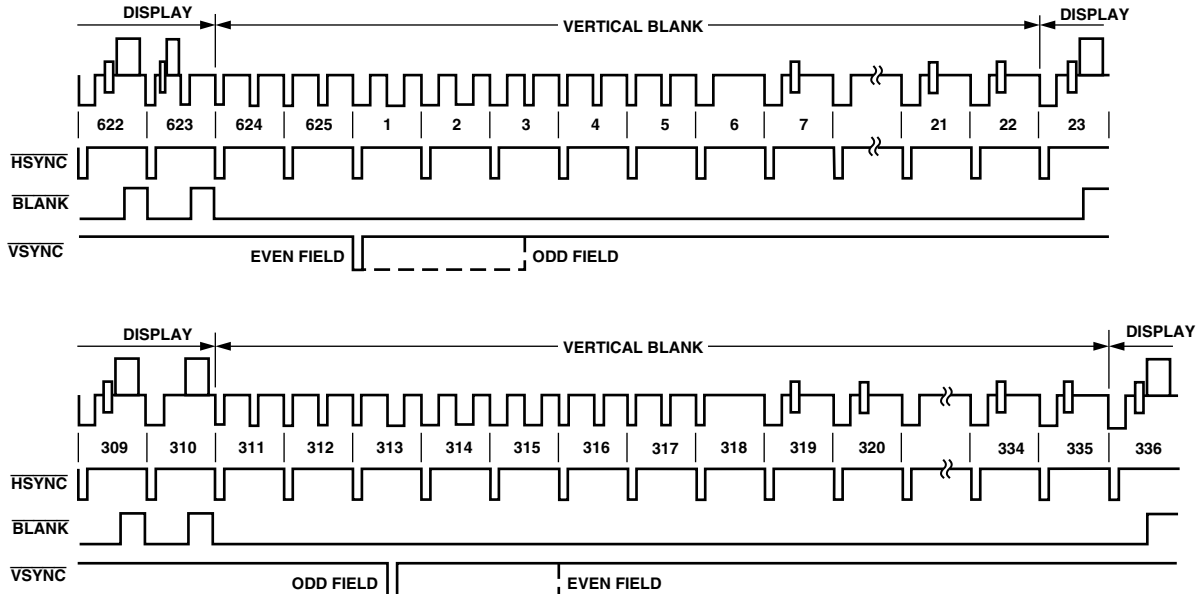 DISPLAY VERTICAL BLANK DISPLAY
622 623 624 625 1 2 3 4 5 6 7 21 22 23
HSYNC
BLANK
VSYNC
EVEN FIELD ODD FIELD
DISPLAY VERTICAL BLANK DISPLAY
309 310 311 312 313 314 315 316 317 318 319 320 334 335 336
HSYNC
BLANK
VSYNC
ODD FIELD EVEN FIELD